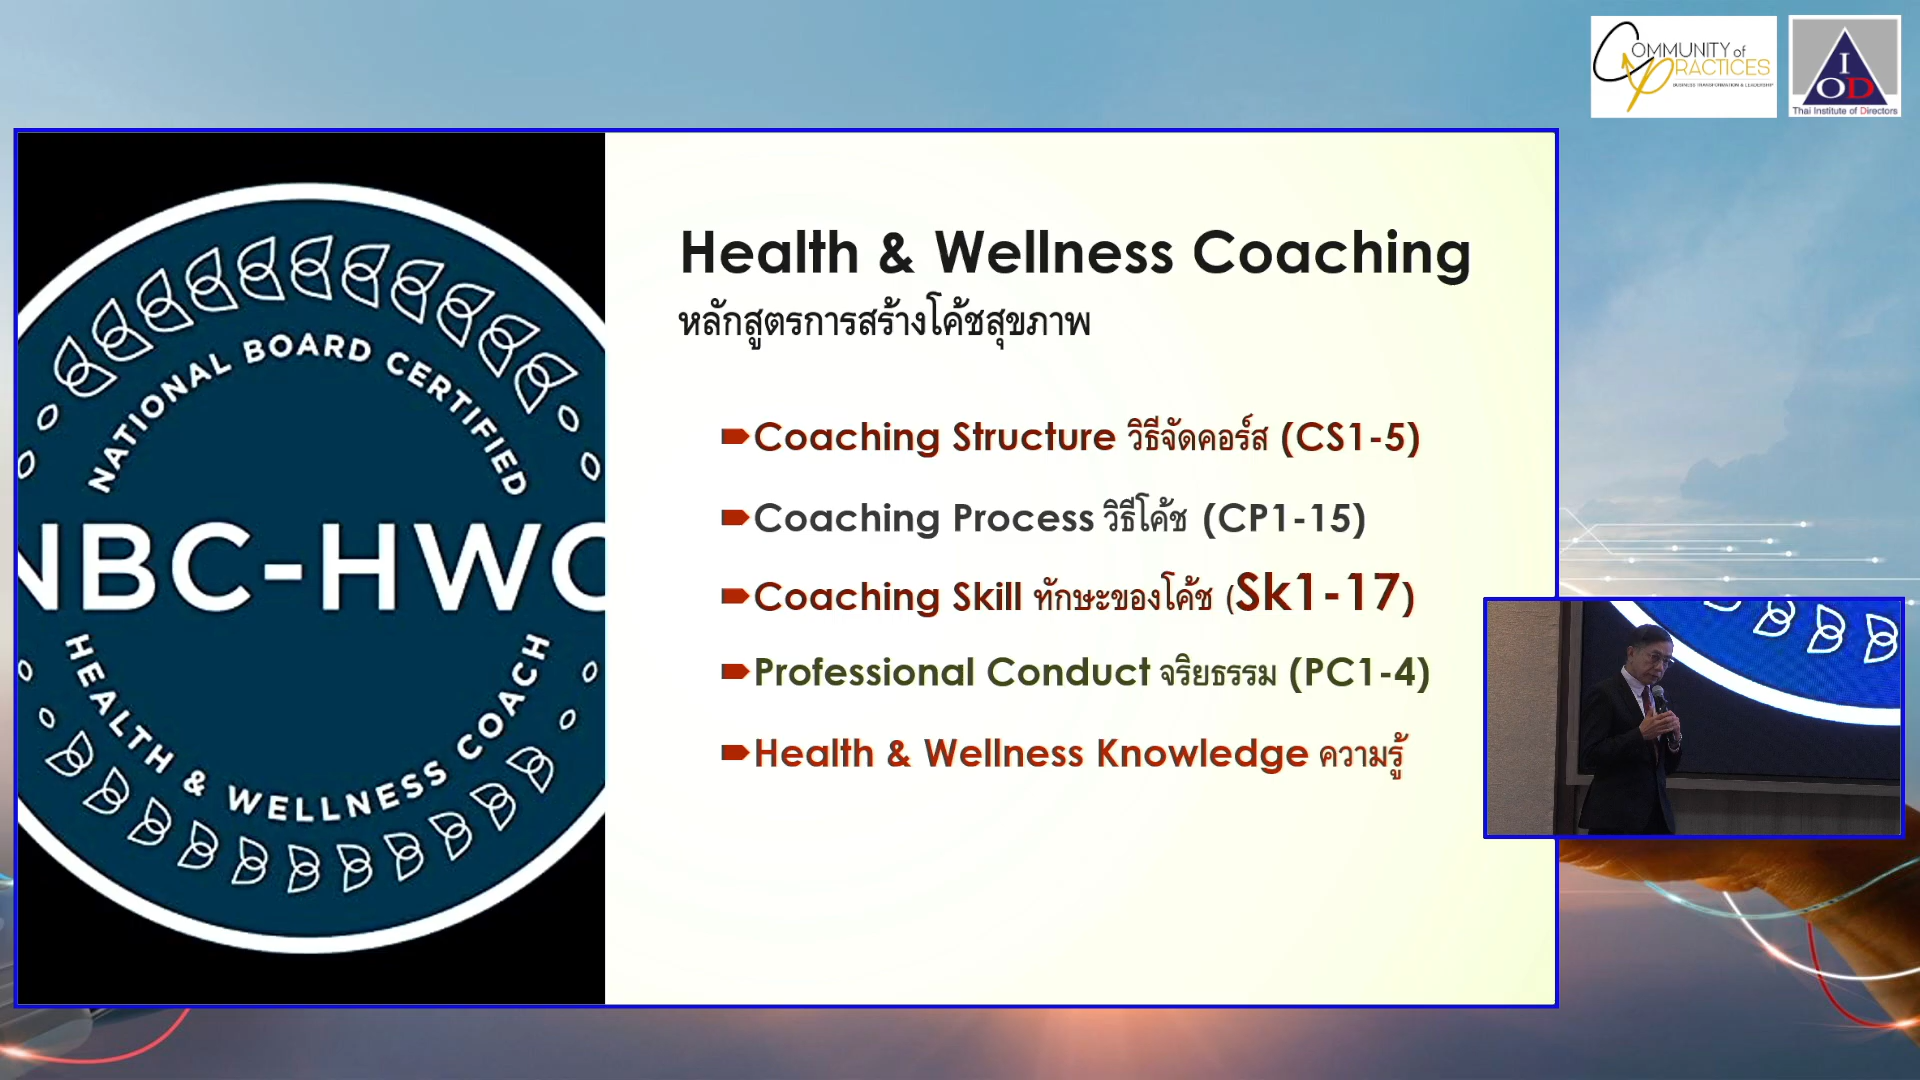 COMMUNITY of
PRACTICES
BUSINESS TRANSFORMATION & LEADERSHIP
IOD
Thai Institute of Directors
NATIONAL BOARD CERTIFIED
NBC-HWC
HEALTH & WELLNESS COACH
Health & Wellness Coaching
หลักสูตรการสร้างโค้ชสุขภาพ
Coaching Structure วิธีจัดคอร์ส (CS1-5)
Coaching Process วิธีโค้ช (CP1-15)
Coaching Skill ทักษะของโค้ช (Sk1-17)
Professional Conduct จริยธรรม (PC1-4)
Health & Wellness Knowledge ความรู้